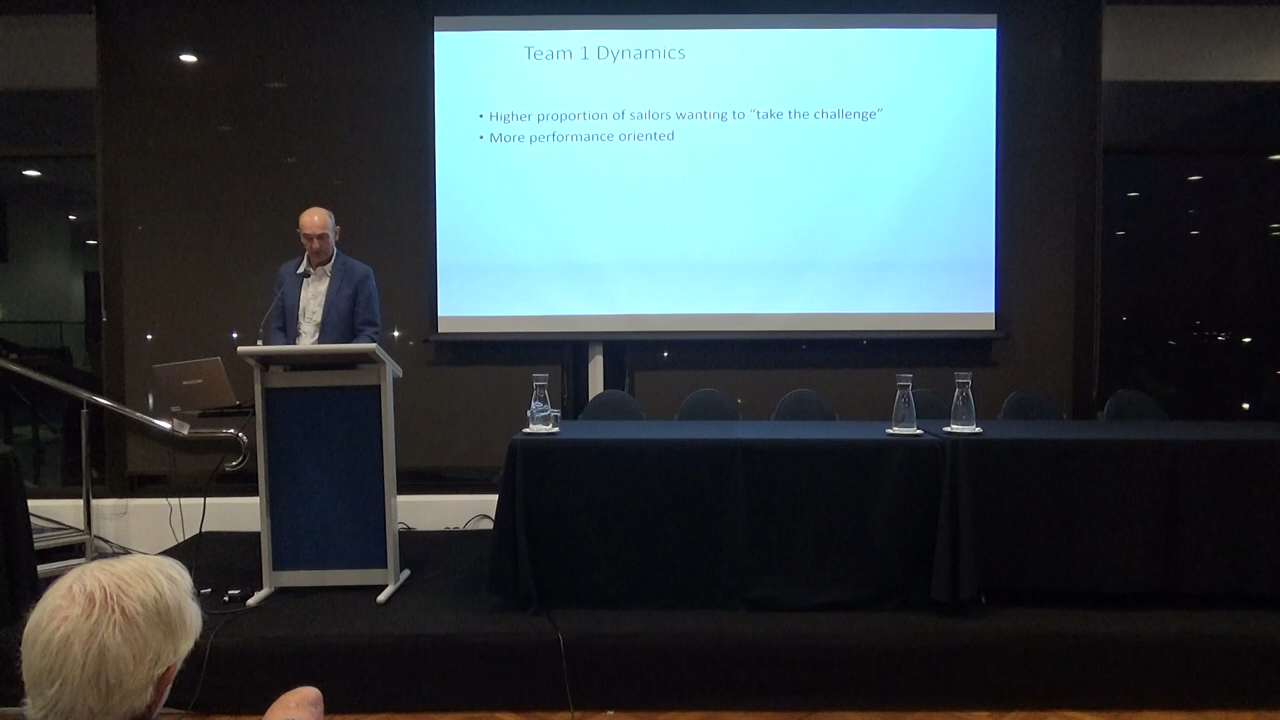 Team 1 Dynamics
• Higher proportion of sailors wanting to “take the challenge”
• More performance oriented